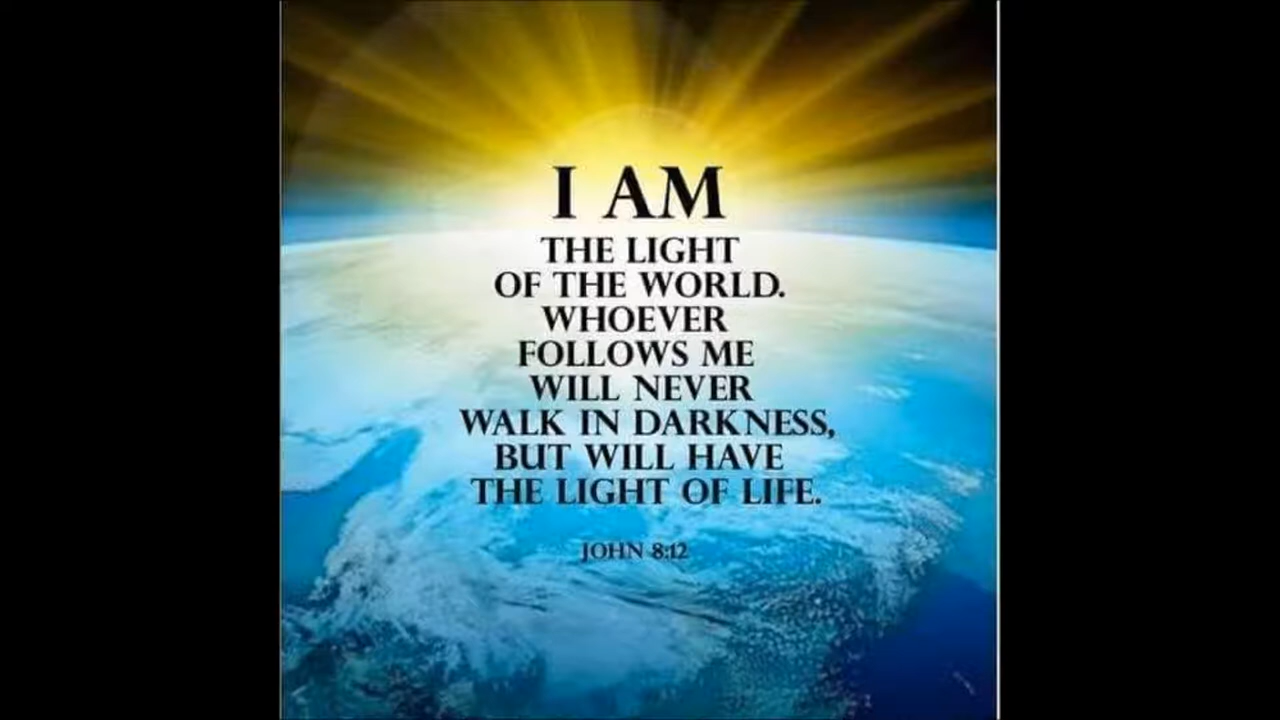 I AM
THE LIGHT
OF THE WORLD.
WHOEVER
FOLLOWS ME
WILL NEVER
WALK IN DARKNESS,
BUT WILL HAVE
THE LIGHT OF LIFE.
JOHN 8:12